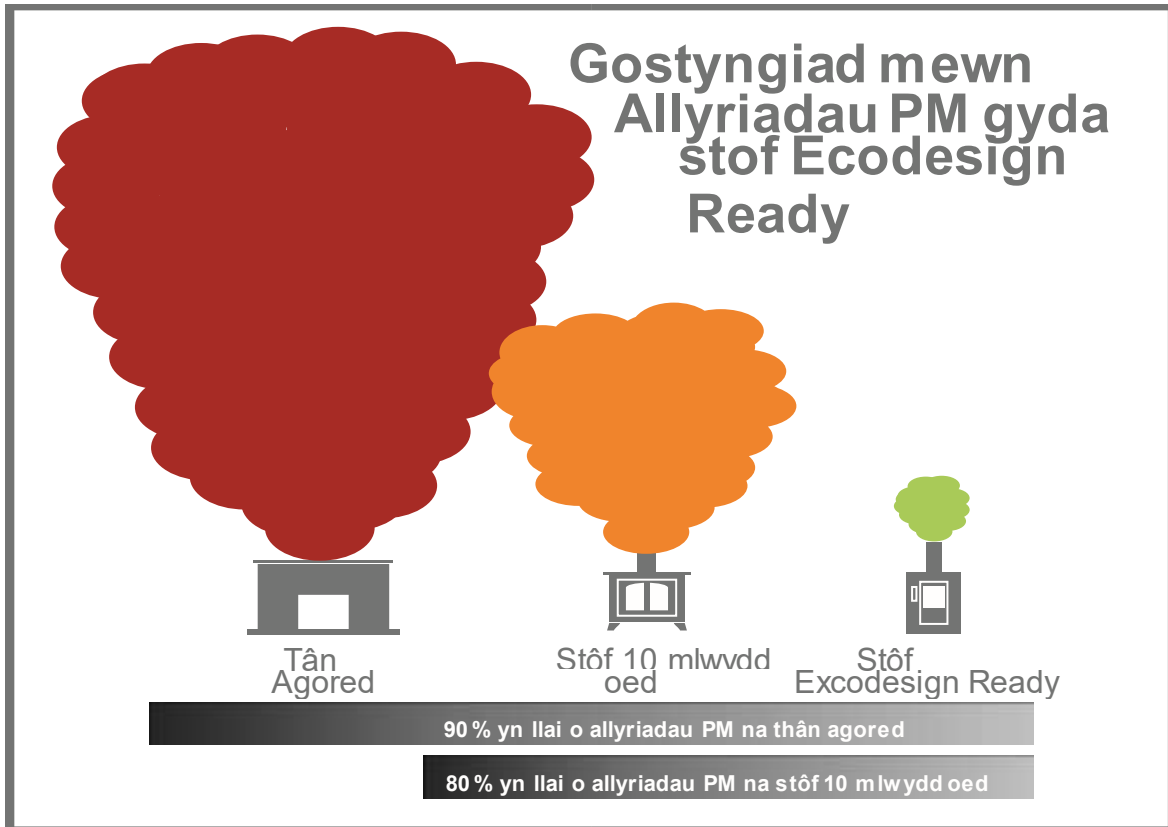 Gostyngiad mewn
Allyriadau PM gyda
stof Ecodesign
Ready
Tân
Agored
Stôf 10 mlwydd
oed
Stôf
Excodesign Ready
90 % yn llai o allyriadau PM na thân agored
80 % yn llai o allyriadau PM na stôf 10 mlwydd oed